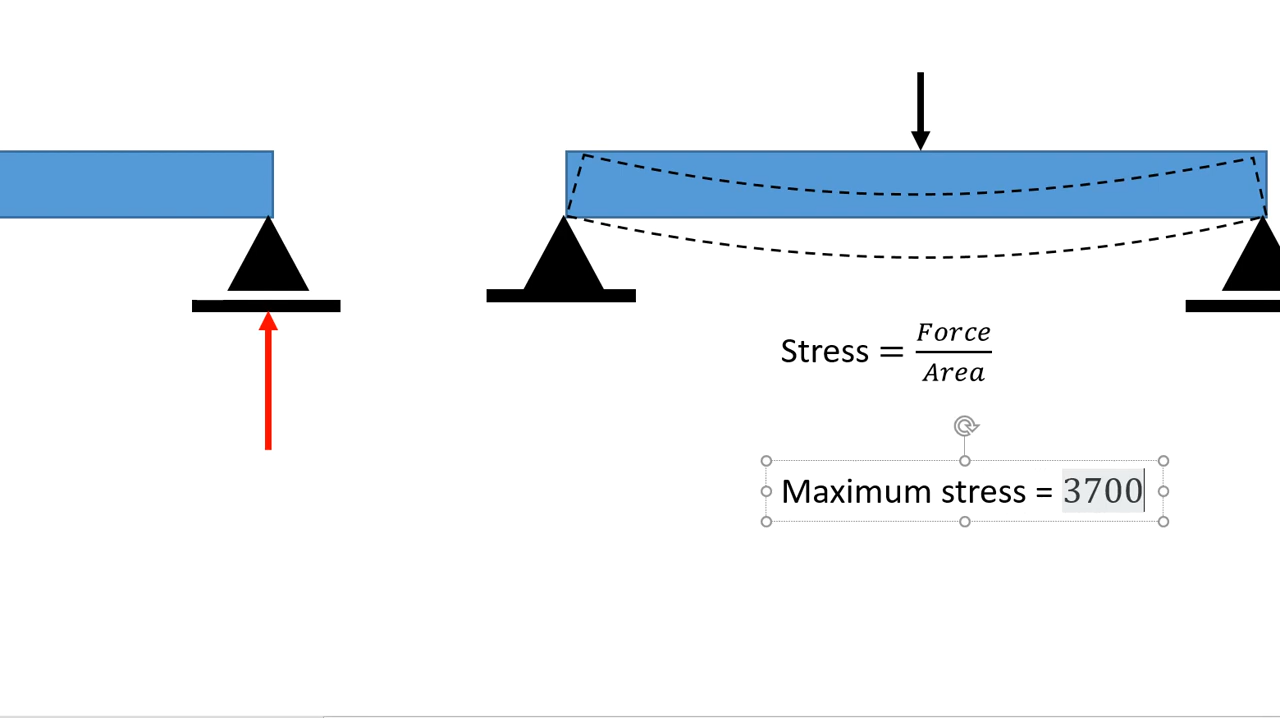 Stress = Force/Area
Maximum stress = 3700